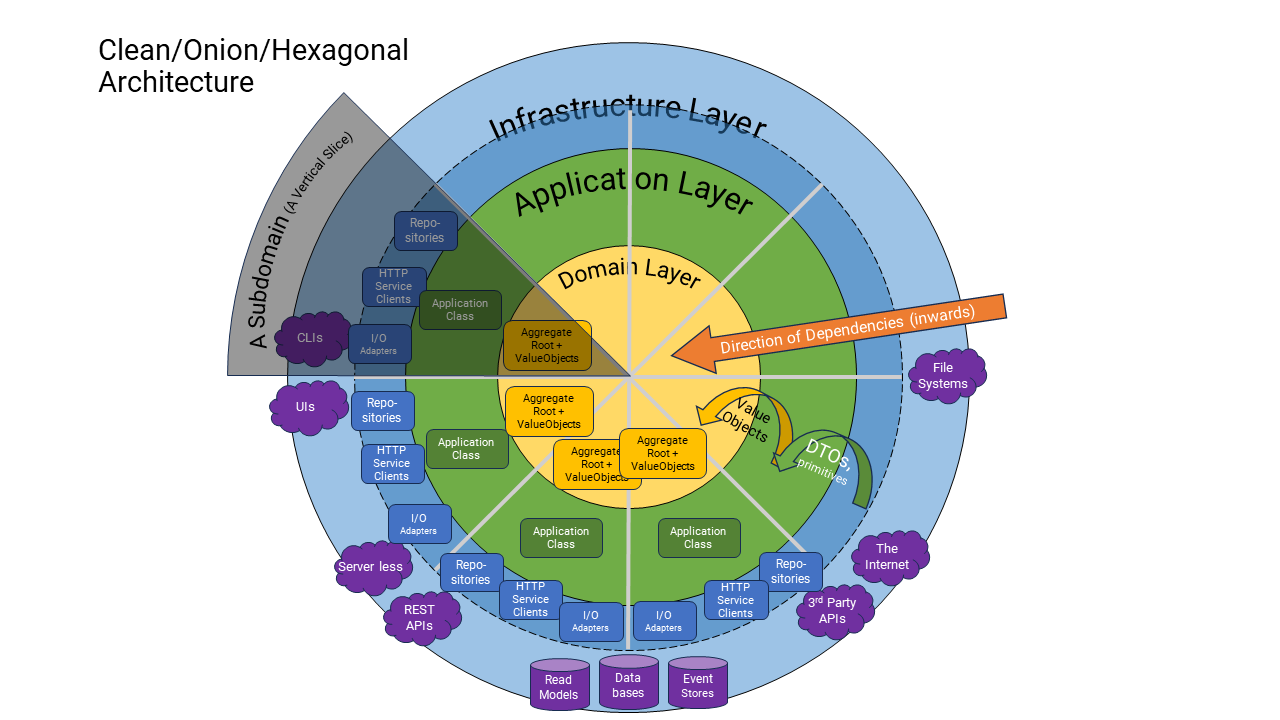 Clean/Onion/Hexagonal
Architecture
Infrastructure Layer
Application Layer
Domain Layer
A Subdomain (A Vertical Slice)
Repo-
sitories
HTTP
Service
Clients
Application
Class
CLIs
I/O
Adapters
Aggregate
Root +
ValueObjects
Direction of Dependencies (inwards)
File
Systems
UIs
Repo-
sitories
Aggregate
Root +
ValueObjects
Value
Objects
DTOs,
primitives
HTTP
Service
Clients
Application
Class
Aggregate
Root +
ValueObjects
Aggregate
Root +
ValueObjects
I/O
Adapters
Application
Class
Application
Class
Server less
Repo-
sitories
HTTP
Service
Clients
I/O
Adapters
I/O
Adapters
HTTP
Service
Clients
Repo-
sitories
The
Internet
REST
APIs
3rd Party
APIs
Read
Models
Data
bases
Event
Stores